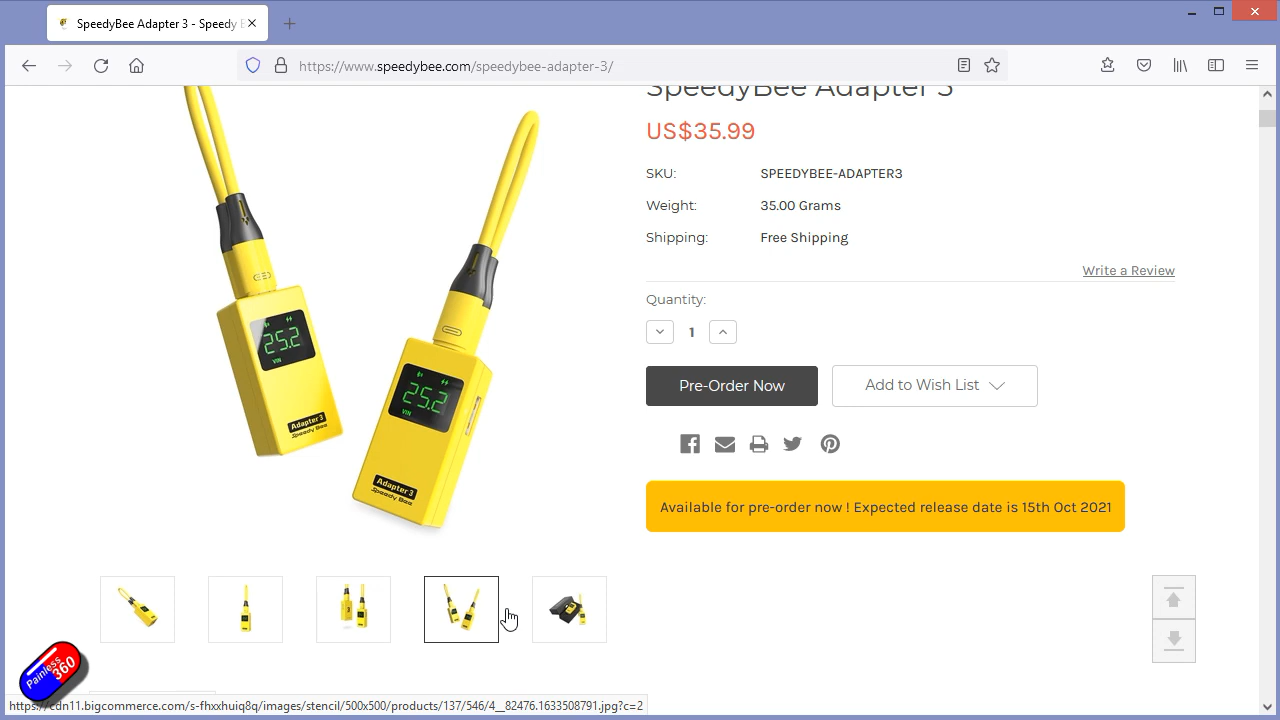 SpeedyBee Adapter 3 - Speedy B
https://www.speedybee.com/speedybee-adapter-3/
SpeedyBee Adapter 3
US$35.99
SKU: SPEEDYBEE-ADAPTER3
Weight: 35.00 Grams
Shipping: Free Shipping
Write a Review
Quantity:
1
Pre-Order Now
Add to Wish List
Available for pre-order now ! Expected release date is 15th Oct 2021
25.2
VIN
Adapter 3
Speedy Bee
25.2
VIN
Adapter 3
Speedy Bee
Painless
360
https://cdn11.bigcommerce.com/s-fhxxhuiq8q/images/stencil/500x500/products/137/546/4__82476.1633508791.jpg?c=2